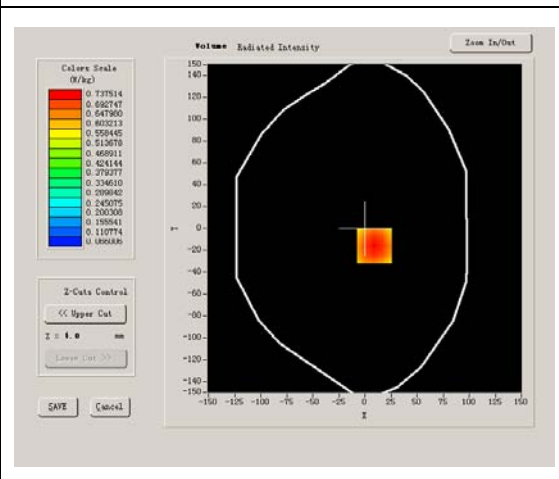 Volume Radiated Intensity
Zoom In/Out
Colors Scale
(W/kg)
0.737514
0.692747
0.647980
0.603213
0.558445
0.513678
0.468911
0.424144
0.379377
0.334610
0.289842
0.245075
0.200308
0.155541
0.110774
0.066006
Z-Cuts Control
<< Upper Cut
Z = 4.0 mm
Lower Cut >>
SAVE
Cancel
150
140
120
100
80
60
40
20
0
-20
-40
-60
-80
-100
-120
-140
-150
Y
-150 -125 -100 -75 -50 -25 0 25 50 75 100 125 150
X